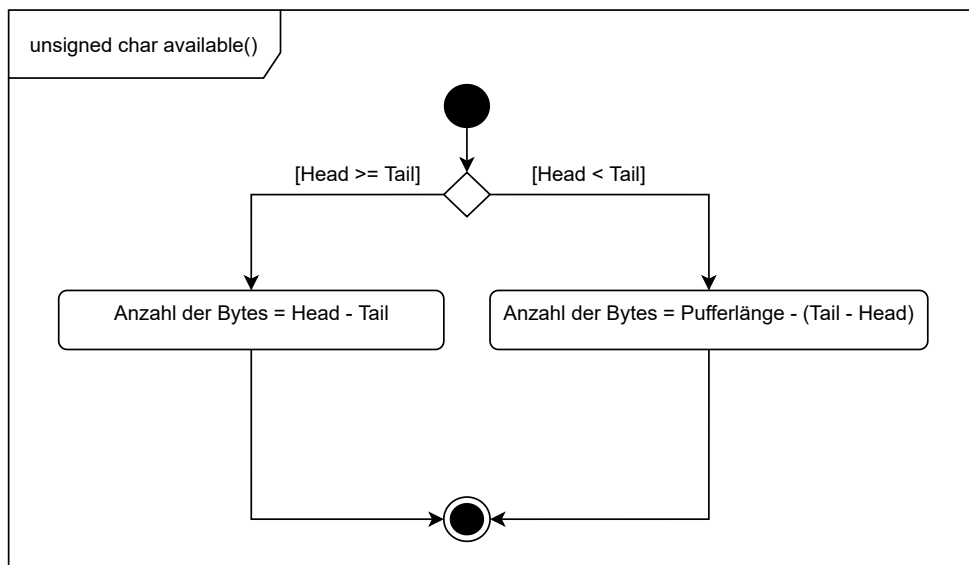 unsigned char available()
[Head >= Tail]
[Head < Tail]
Anzahl der Bytes = Head - Tail
Anzahl der Bytes = Pufferlänge - (Tail - Head)